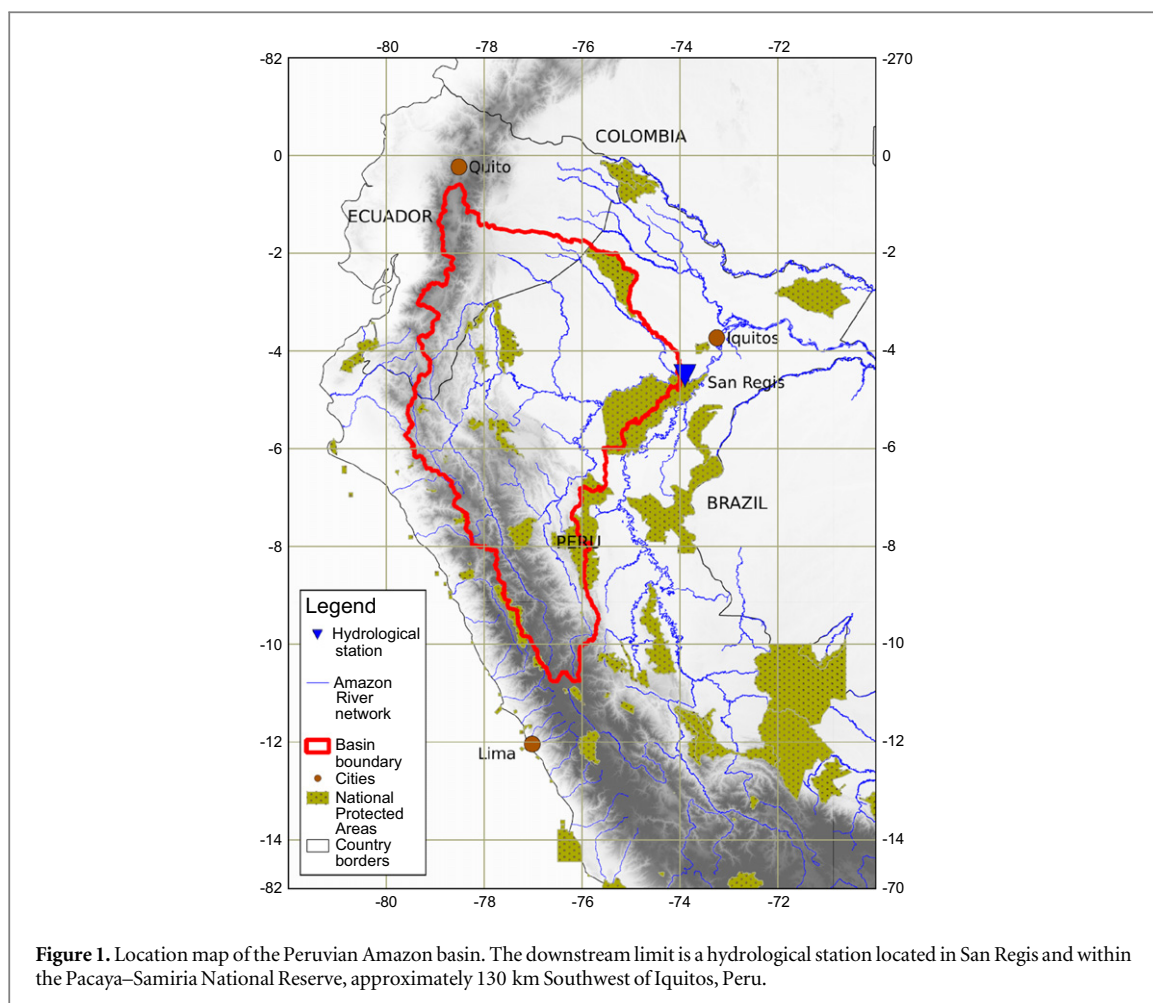 -80 -78 -76 -74 -72
-82 -270
COLOMBIA
0 0
Quito
ECUADOR
-2 -2
Iquitos
-4 -4
San Regis
-6 -6
BRAZIL
PERU
-8 -8
Legend
Hydrological
station
-10 -10
Amazon
River
network
Basin
boundary
-12 -12
Lima
Cities
National
Protected
Areas
-14 -14
Country
borders
-82 -70
-80 -78 -76 -74 -72
Figure 1. Location map of the Peruvian Amazon basin. The downstream limit is a hydrological station located in San Regis and within
the Pacaya–Samiria National Reserve, approximately 130 km Southwest of Iquitos, Peru.